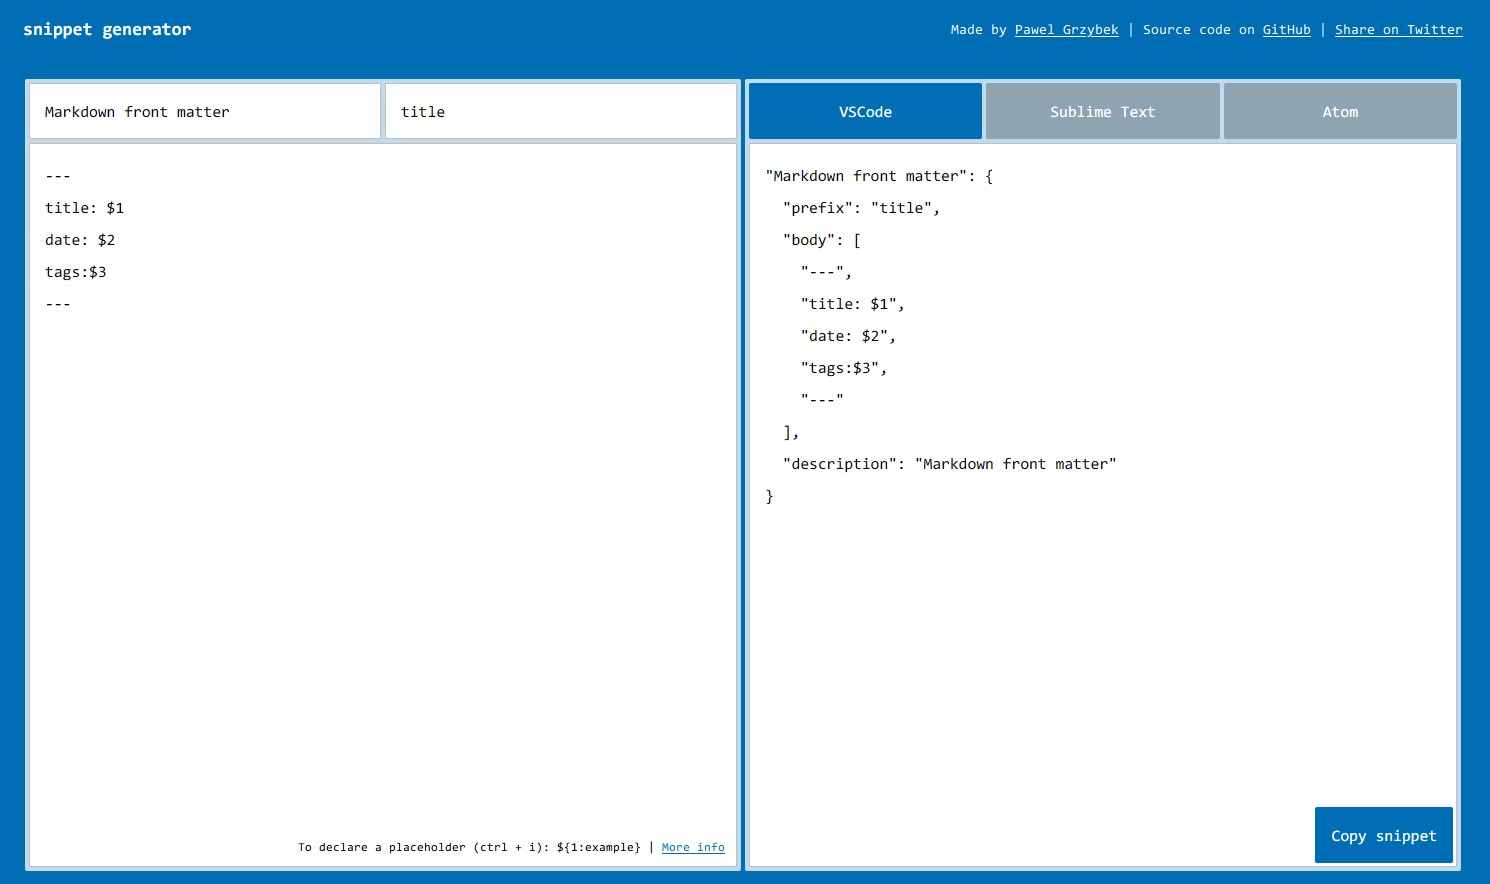 snippet generator
Made by Pawel Grzybek | Source code on GitHub | Share on Twitter
Markdown front matter
title
---
title: $1
date: $2
tags:$3
---
To declare a placeholder (ctrl + i): ${1:example} | More info
VSCode
Sublime Text
Atom
"Markdown front matter": {
  "prefix": "title",
  "body": [
    "---",
    "title: $1",
    "date: $2",
    "tags:$3",
    "---"
  ],
  "description": "Markdown front matter"
}
Copy snippet